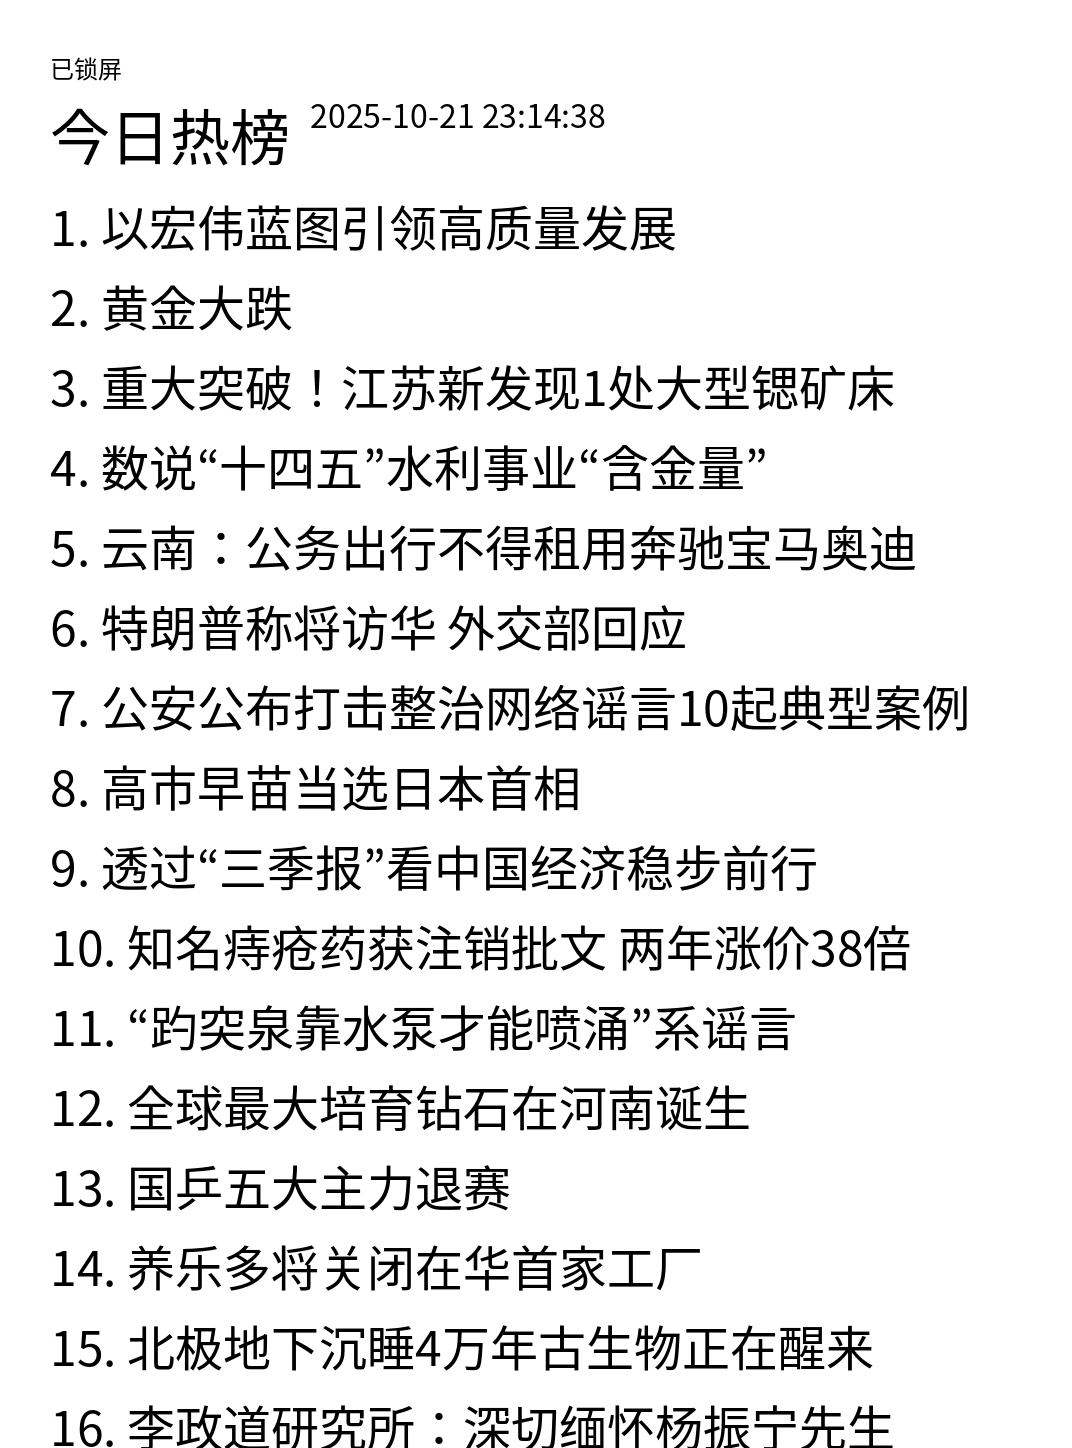 已锁屏
今日热榜 2025-10-21 23:14:38
1. 以宏伟蓝图引领高质量发展
2. 黄金大跌
3. 重大突破！江苏新发现1处大型锶矿床
4. 数说“十四五”水利事业“含金量”
5. 云南：公务出行不得租用奔驰宝马奥迪
6. 特朗普称将访华 外交部回应
7. 公安公布打击整治网络谣言10起典型案例
8. 高市早苗当选日本首相
9. 透过“三季报”看中国经济稳步前行
10. 知名痔疮药获注销批文 两年涨价38倍
11. “趵突泉靠水泵才能喷涌”系谣言
12. 全球最大培育钻石在河南诞生
13. 国乒五大主力退赛
14. 养乐多将关闭在华首家工厂
15. 北极地下沉睡4万年古生物正在醒来
16. 李政道研究所：深切缅怀杨振宁先生